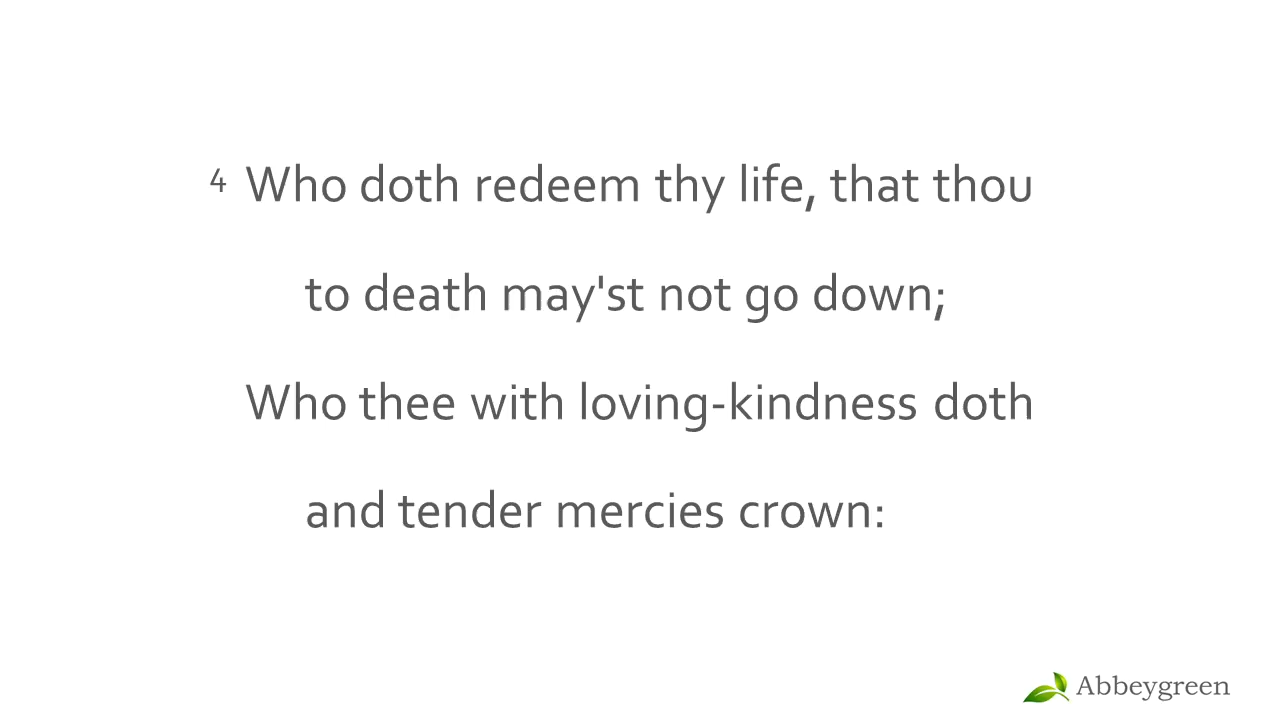 4 Who doth redeem thy life, that thou
to death may'st not go down;
Who thee with loving-kindness doth
and tender mercies crown:
Abbeygreen